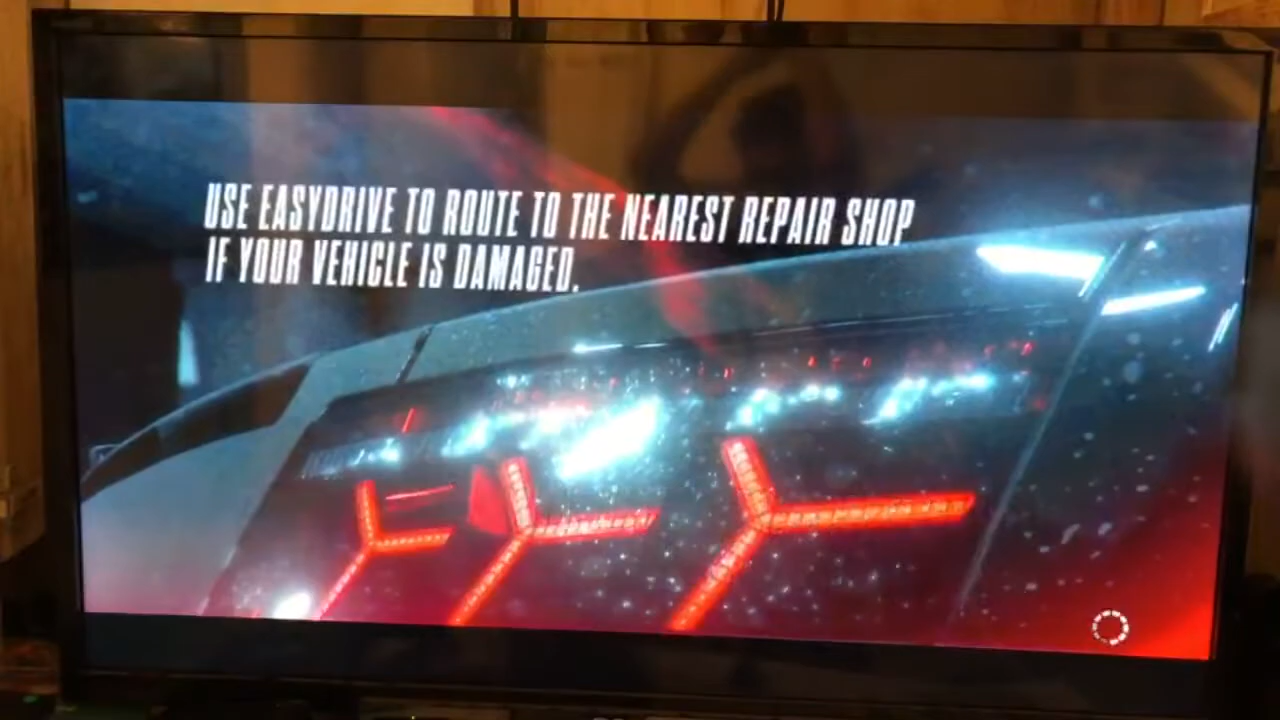 USE EASYDRIVE TO ROUTE TO THE NEAREST REPAIR SHOP
IF YOUR VEHICLE IS DAMAGED.